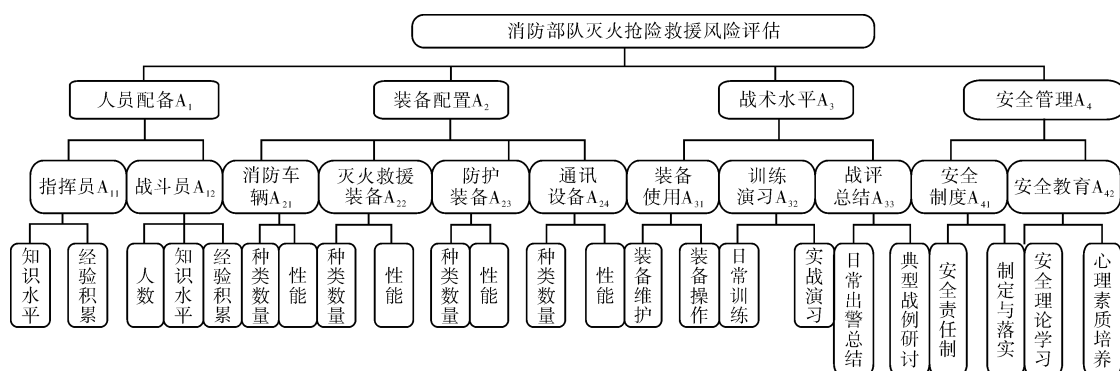 消防部队灭火抢险救援风险评估
人员配备A₁
装备配置A₂
战术水平A₃
安全管理A₄
指挥员A₁₁
战斗员A₁₂
消防车
辆A₂₁
灭火救援
装备A₂₂
防护
装备A₂₃
通讯
设备A₂₄
装备
使用A₃₁
训练
演习A₃₂
战评
总结A₃₃
安全
制度A₄₁
安全教育A₄₂
知识水平
经验积累
人数
知识水平
经验积累
种类数量
性能
种类数量
性能
种类数量
性能
种类数量
性能
装备维护
装备操作
日常训练
实战演习
日常出警总结
典型战例研讨
安全责任制
制定与落实
安全理论学习
心理素质培养